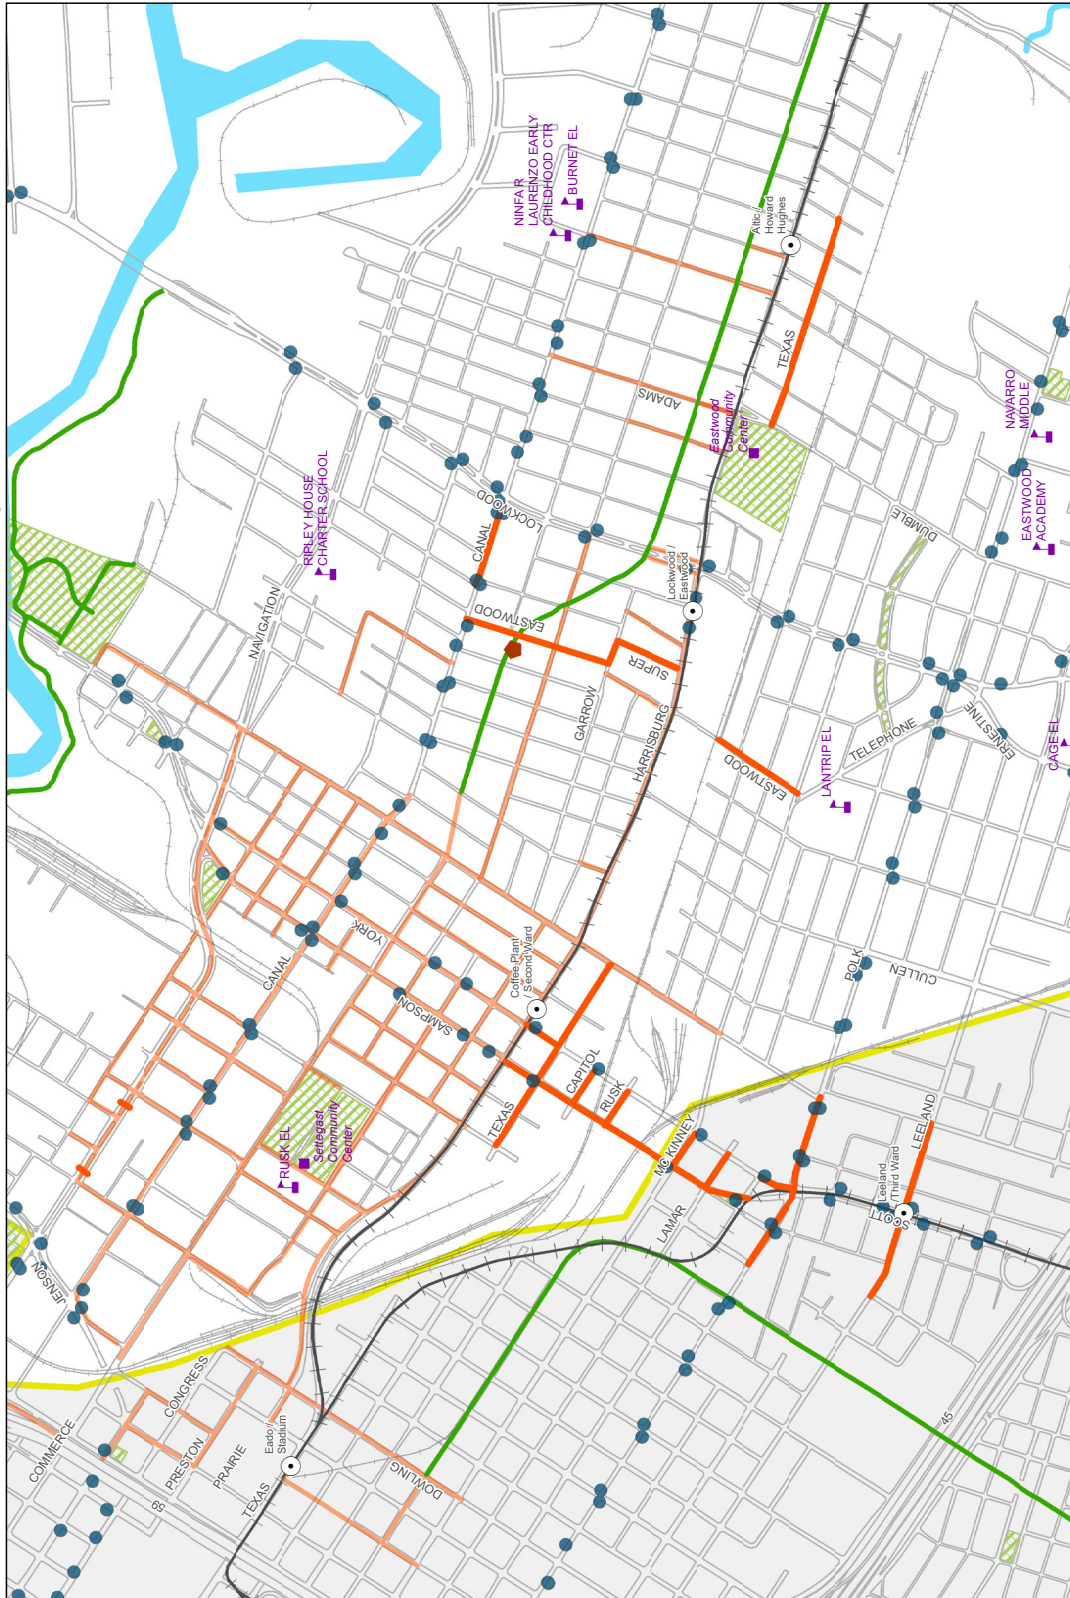 NINFA R
LAURENZO EARLY
CHILDHOOD CTR
BURNET EL
Altic /
Howard
Hughes
TEXAS
ADAMS
Eastwood
Community
Center
NAVARRO
MIDDLE
EASTWOOD
ACADEMY
RIPLEY HOUSE
CHARTER SCHOOL
LOCKWOOD
CANAL
DUMBLE
Lockwood /
Eastwood
NAVIGATION
EASTWOOD
SUPER
GARROW
HARRISBURG
EASTWOOD
LANTRIP EL
TELEPHONE
ERNESTINE
CAGE EL
YORK
CANAL
SAMPSON
Coffee Plant
/ Second Ward
POLK
CULLEN
TEXAS
CAPITOL
RUSK
RUSK EL
Settegast
Community
Center
MCKINNEY
LEELAND
Leeland
/Third Ward
SCOTT
LAMAR
JENSON
CONGRESS
COMMERCE
PRESTON
PRAIRIE
Eado /
Stadium
TEXAS
DOWLING
59
45